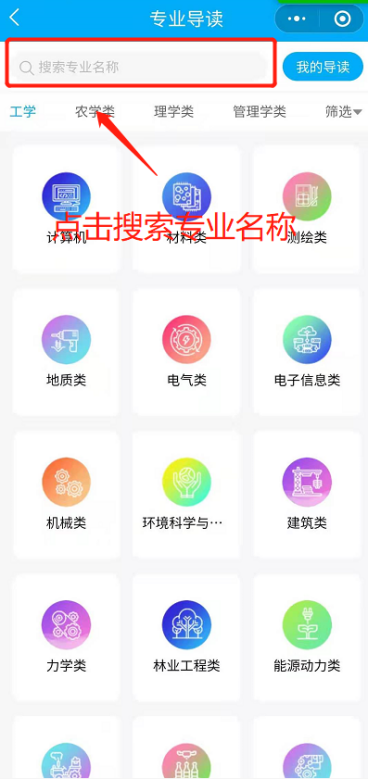 专业导读
搜索专业名称
我的导读
工学 农学类 理学类 管理学类 筛选
点击搜索专业名称
计算机 材料类 测绘类
地质类 电气类 电子信息类
机械类 环境科学与… 建筑类
力学类 林业工程类 能源动力类